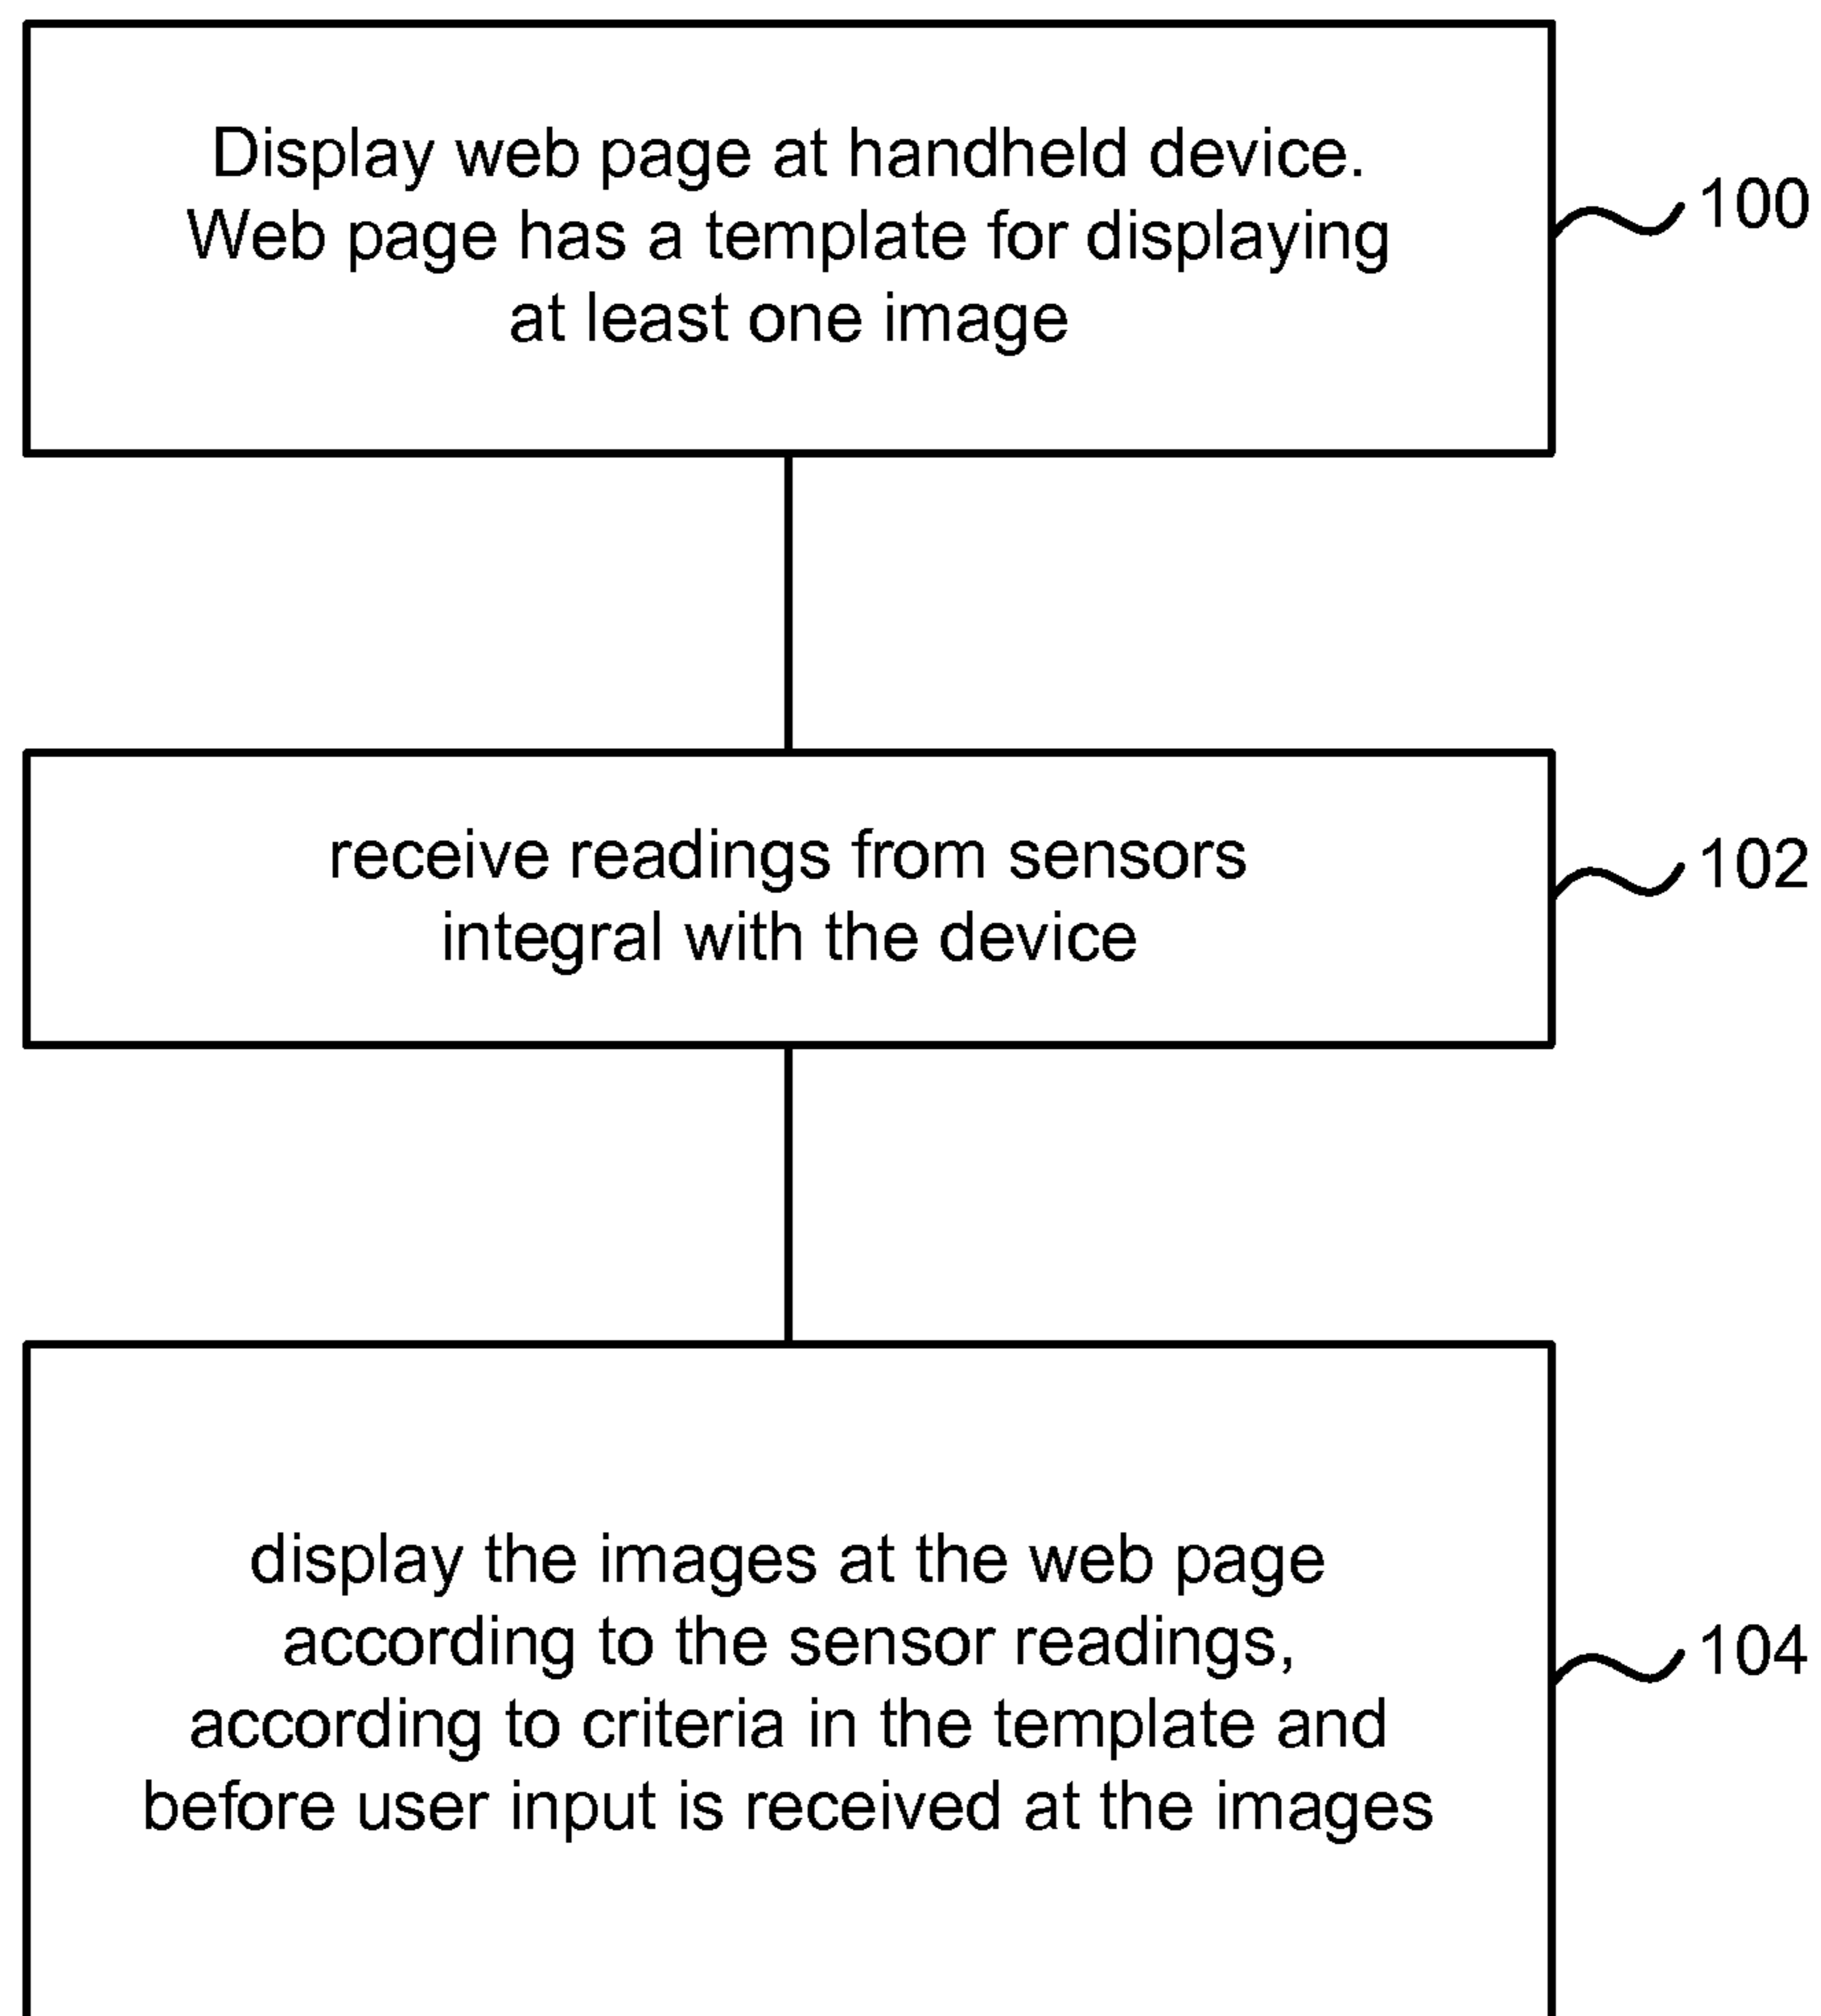 Display web page at handheld device.
Web page has a template for displaying
at least one image
100
receive readings from sensors
integral with the device
102
display the images at the web page
according to the sensor readings,
according to criteria in the template and
before user input is received at the images
104